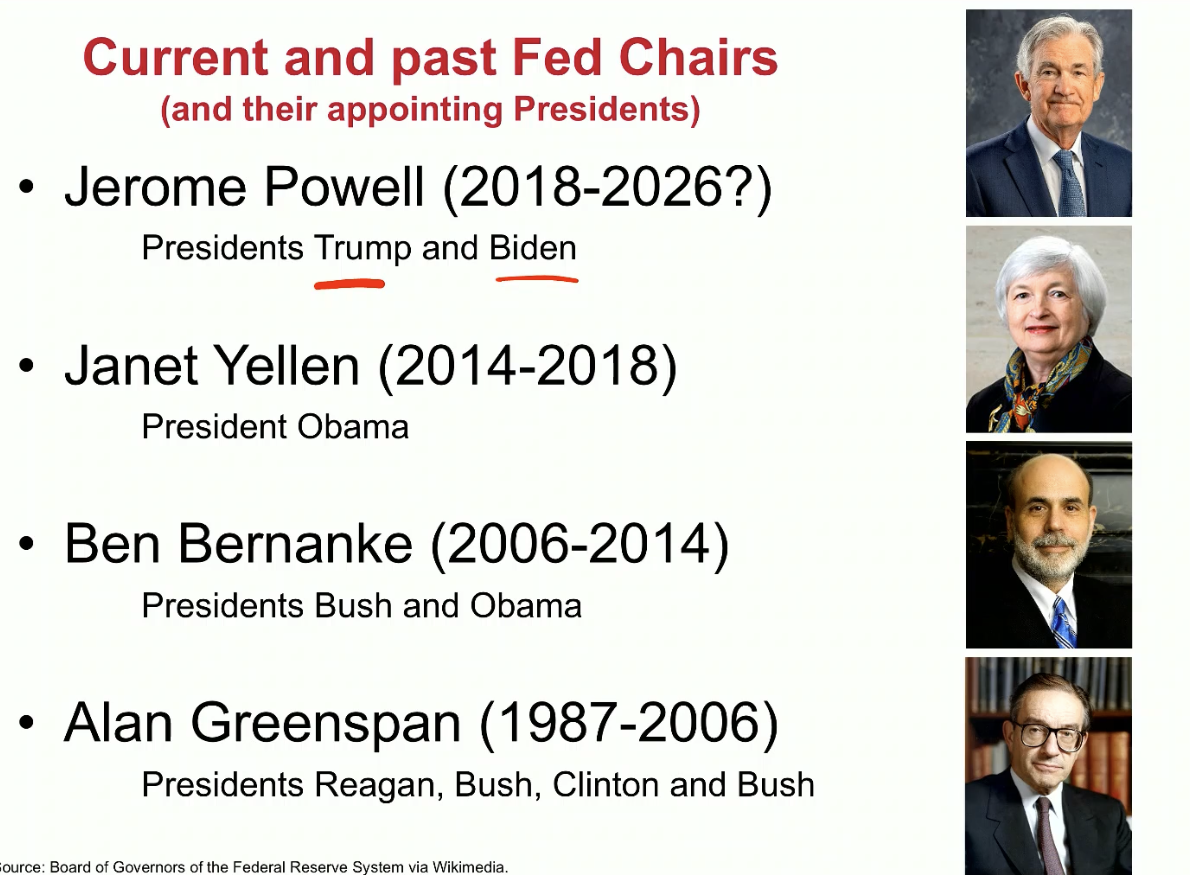 Current and past Fed Chairs
(and their appointing Presidents)
• Jerome Powell (2018-2026?)
Presidents Trump and Biden
• Janet Yellen (2014-2018)
President Obama
• Ben Bernanke (2006-2014)
Presidents Bush and Obama
• Alan Greenspan (1987-2006)
Presidents Reagan, Bush, Clinton and Bush
Source: Board of Governors of the Federal Reserve System via Wikimedia.